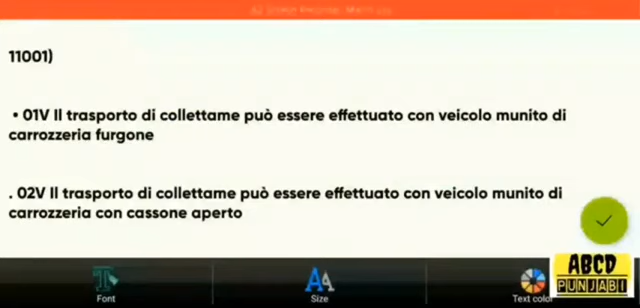 11001)
• 01V Il trasporto di collettame può essere effettuato con veicolo munito di
carrozzeria furgone
. 02V Il trasporto di collettame può essere effettuato con veicolo munito di
carrozzeria con cassone aperto
ABCD
PUNJABI
Font
Size
Text color